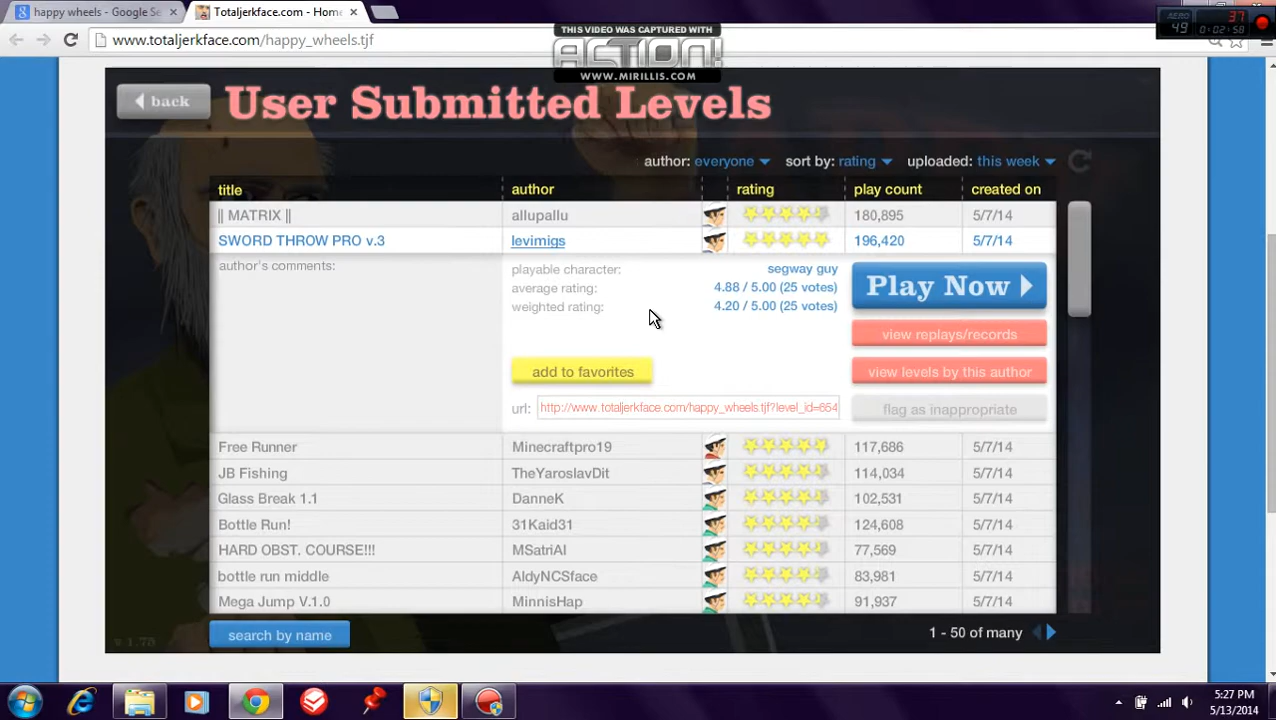 happy wheels - Google Se
Totaljerkface.com - Home
www.totaljerkface.com/happy_wheels.tjf
THIS VIDEO WAS CAPTURED WITH
ACTION!
WWW.MIRILLIS.COM
49
37
0:02:58
back
User Submitted Levels
author: everyone sort by: rating uploaded: this week
title author rating play count created on
|| MATRIX || allupallu 180,895 5/7/14
SWORD THROW PRO v.3 levimigs 196,420 5/7/14
author's comments:
playable character: segway guy
average rating: 4.88 / 5.00 (25 votes)
weighted rating: 4.20 / 5.00 (25 votes)
Play Now
view replays/records
add to favorites
view levels by this author
url: http://www.totaljerkface.com/happy_wheels.tjf?level_id=654
flag as inappropriate
Free Runner Minecraftpro19 117,686 5/7/14
JB Fishing TheYaroslavDit 114,034 5/7/14
Glass Break 1.1 DanneK 102,531 5/7/14
Bottle Run! 31Kaid31 124,608 5/7/14
HARD OBST. COURSE!!! MSatriAl 77,569 5/7/14
bottle run middle AldyNCSface 83,981 5/7/14
Mega Jump V.1.0 MinnisHap 91,937 5/7/14
v 1.75
search by name
1 - 50 of many
5:27 PM
5/13/2014